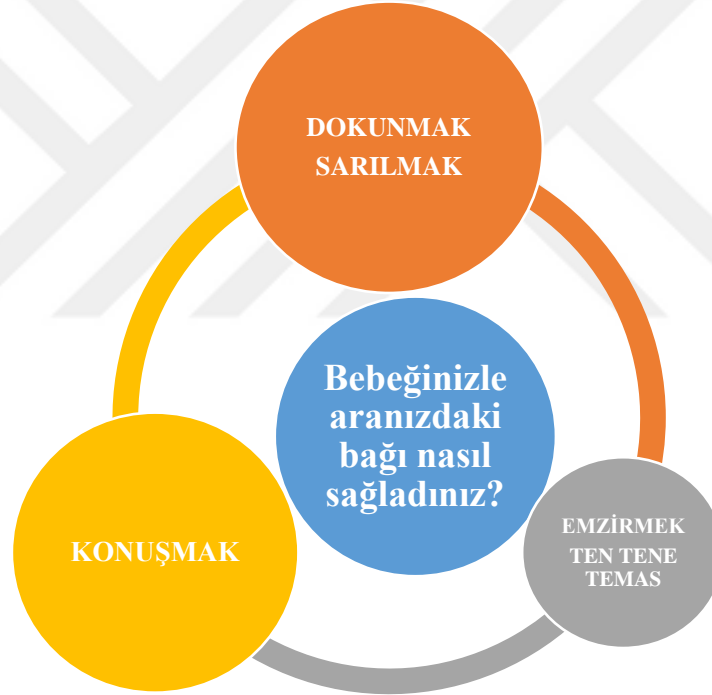 DOKUNMAK
SARILMAK
Bebeğinizle
aranızdaki
bağı nasıl
sağladınız?
KONUŞMAK
EMZİRMEK
TEN TENE
TEMAS